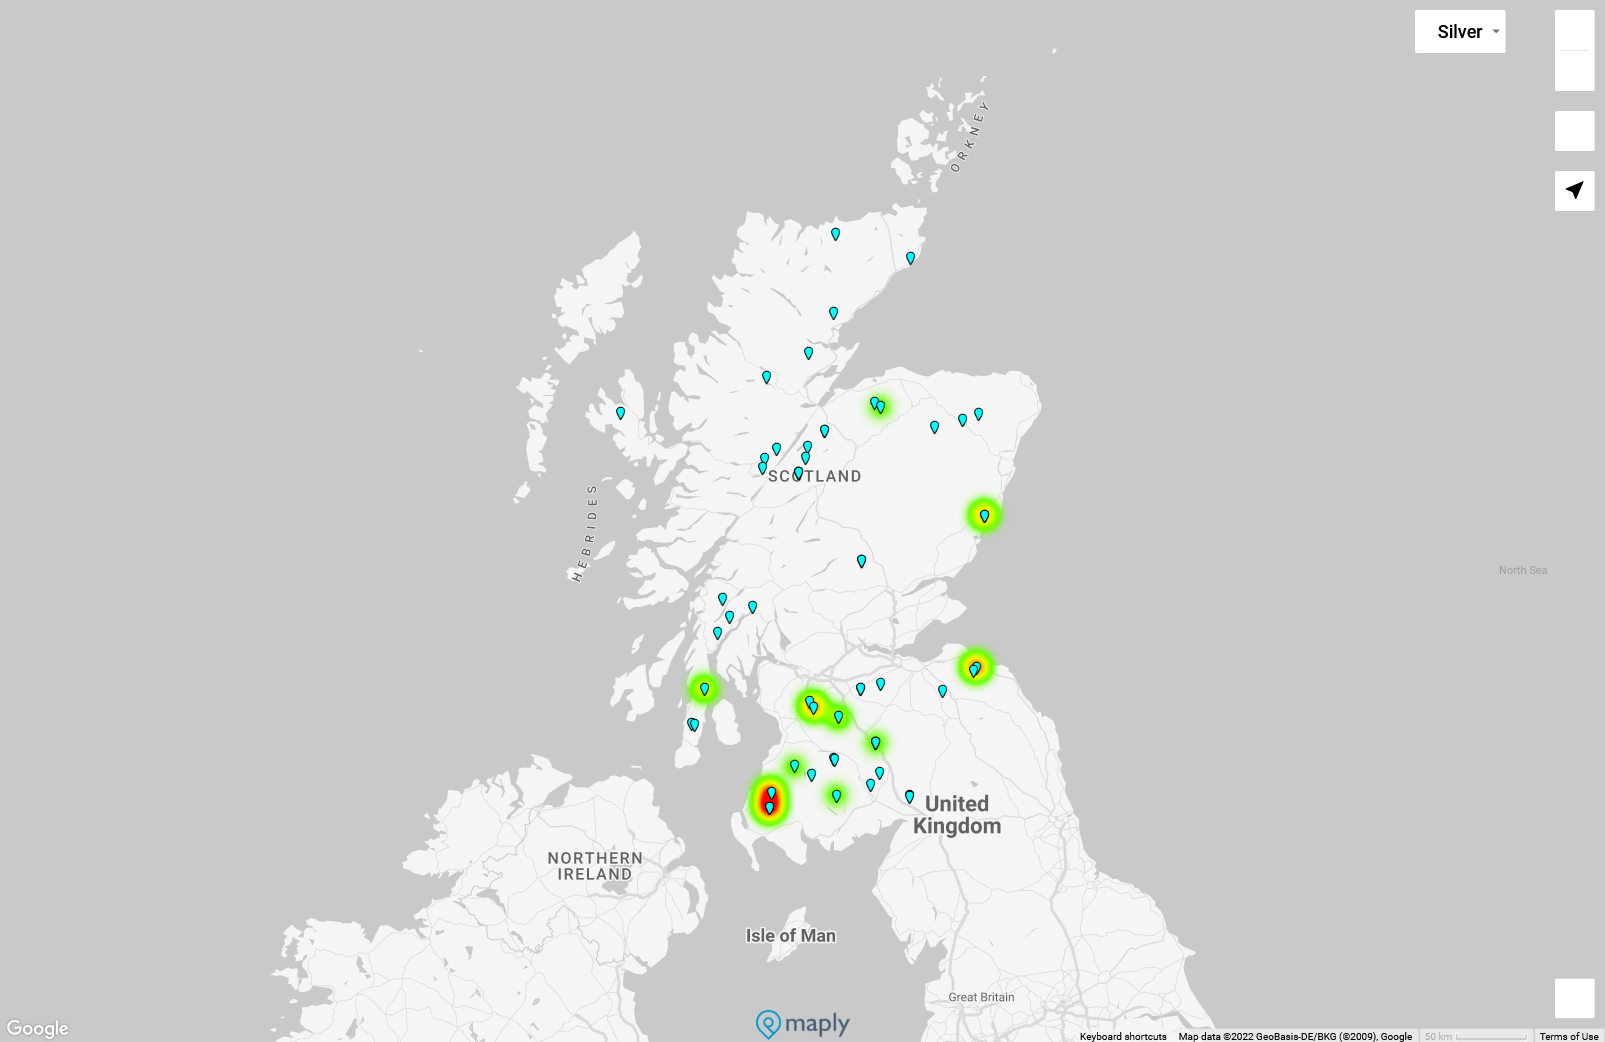 Silver
ORKNEY
SCOTLAND
HEBRIDES
North Sea
United
Kingdom
NORTHERN
IRELAND
Isle of Man
Great Britain
maply
Google
Keyboard shortcuts
Map data ©2022 GeoBasis-DE/BKG (©2009), Google
50 km
Terms of Use